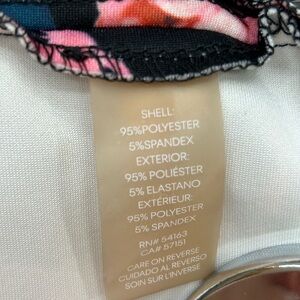 SHELL:
95%POLYESTER
5%SPANDEX
EXTERIOR:
95% POLIÉSTER
5% ELASTANO
EXTÉRIEUR:
95% POLYESTER
5% SPANDEX
RN# 54163
CA# 57151
CARE ON REVERSE
CUIDADO AL REVERSO
SOIN SUR L'INVERSE